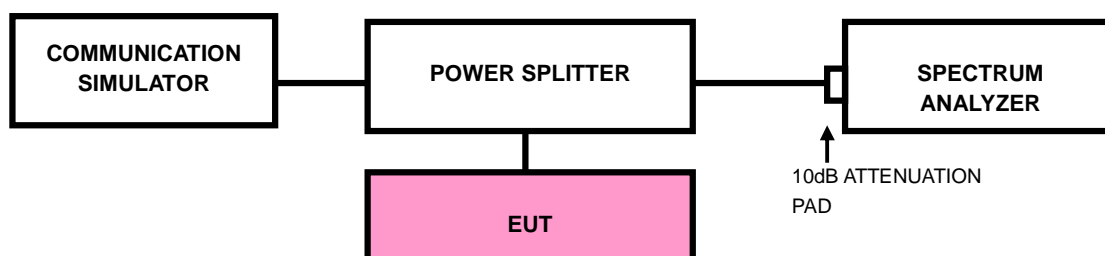 COMMUNICATION
SIMULATOR
POWER SPLITTER
SPECTRUM
ANALYZER
10dB ATTENUATION
PAD
EUT